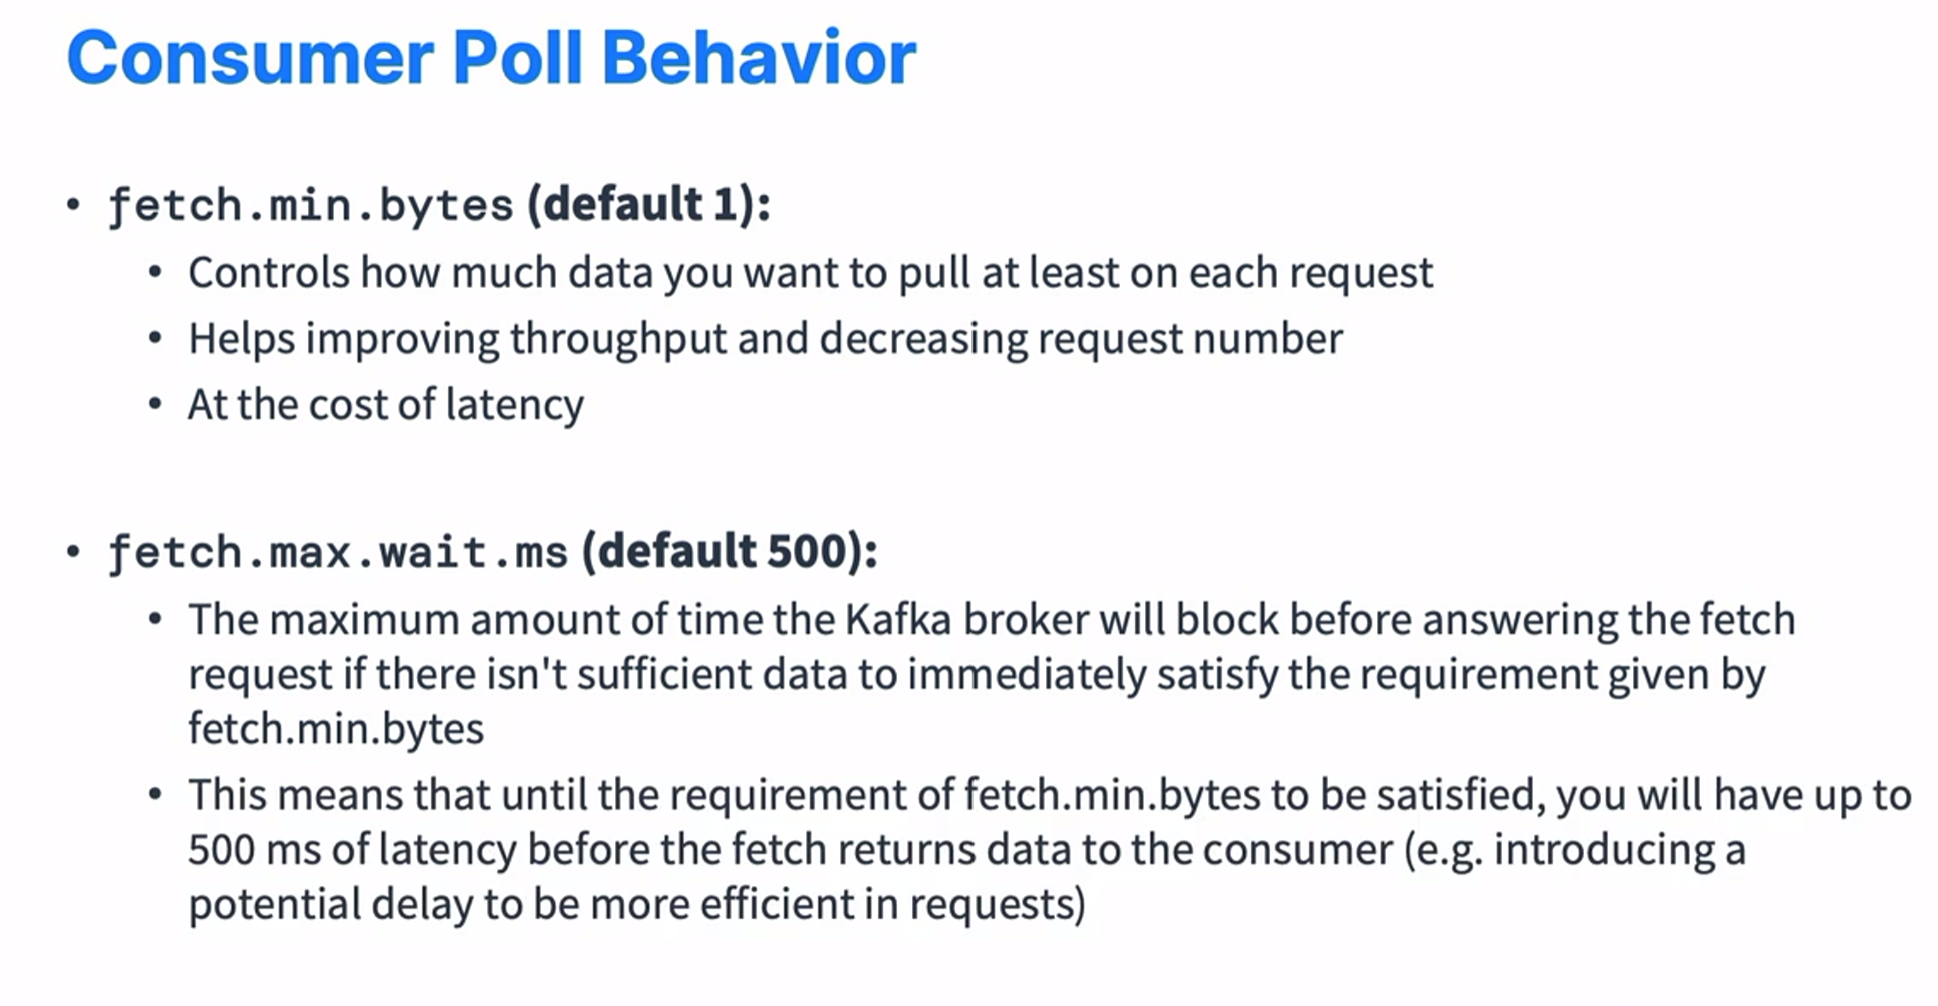 Consumer Poll Behavior
• fetch.min.bytes (default 1):
• Controls how much data you want to pull at least on each request
• Helps improving throughput and decreasing request number
• At the cost of latency
• fetch.max.wait.ms (default 500):
• The maximum amount of time the Kafka broker will block before answering the fetch
request if there isn't sufficient data to immediately satisfy the requirement given by
fetch.min.bytes
• This means that until the requirement of fetch.min.bytes to be satisfied, you will have up to
500 ms of latency before the fetch returns data to the consumer (e.g. introducing a
potential delay to be more efficient in requests)